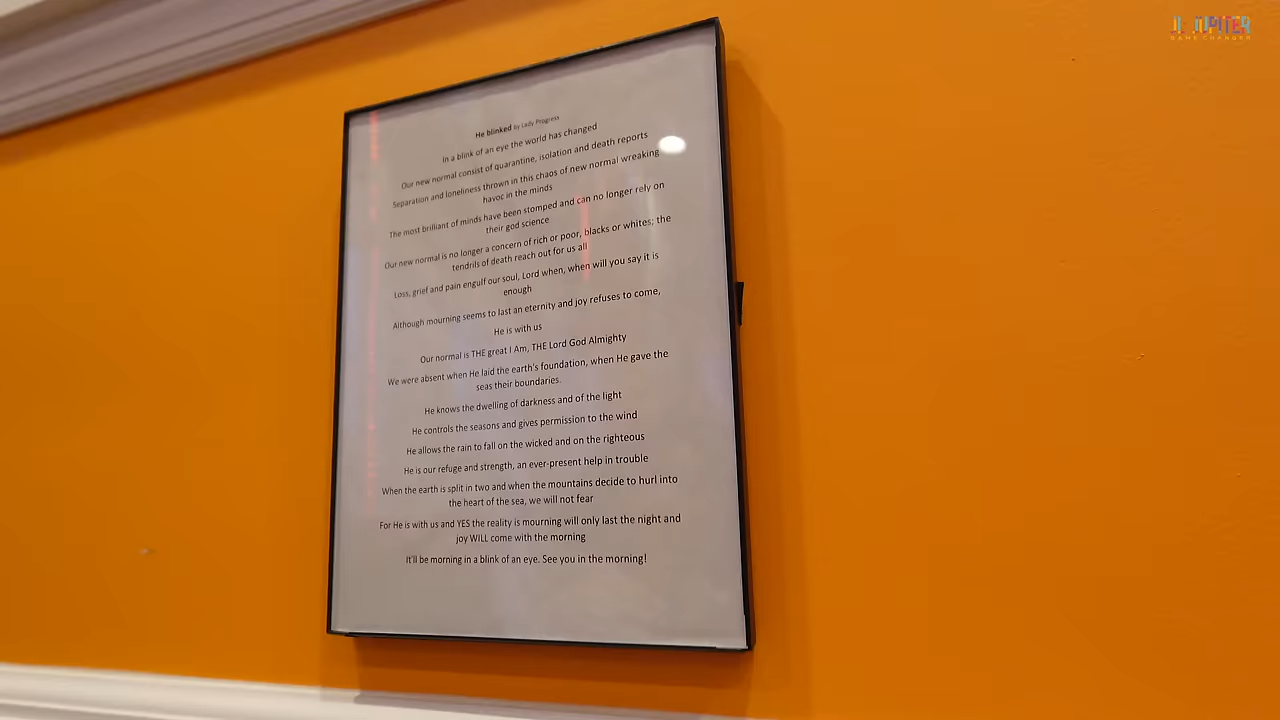 He blinked by Lady Progress
In a blink of an eye the world has changed
Our new normal consist of quarantine, isolation and death reports
Separation and loneliness thrown in this chaos of new normal wreaking
havoc in the minds
The most brilliant of minds have been stomped and can no longer rely on
their god science
Our new normal is no longer a concern of rich or poor, blacks or whites; the
tendrils of death reach out for us all
Loss, grief and pain engulf our soul, Lord when, when will you say it is
enough
Although mourning seems to last an eternity and joy refuses to come,
He is with us
Our normal is THE great I Am, THE Lord God Almighty
We were absent when He laid the earth's foundation, when He gave the
seas their boundaries.
He knows the dwelling of darkness and of the light
He controls the seasons and gives permission to the wind
He allows the rain to fall on the wicked and on the righteous
He is our refuge and strength, an ever-present help in trouble
When the earth is split in two and when the mountains decide to hurl into
the heart of the sea, we will not fear
For He is with us and YES the reality is mourning will only last the night and
joy WILL come with the morning
It'll be morning in a blink of an eye. See you in the morning!
JL JUPITER
GAME CHANGER